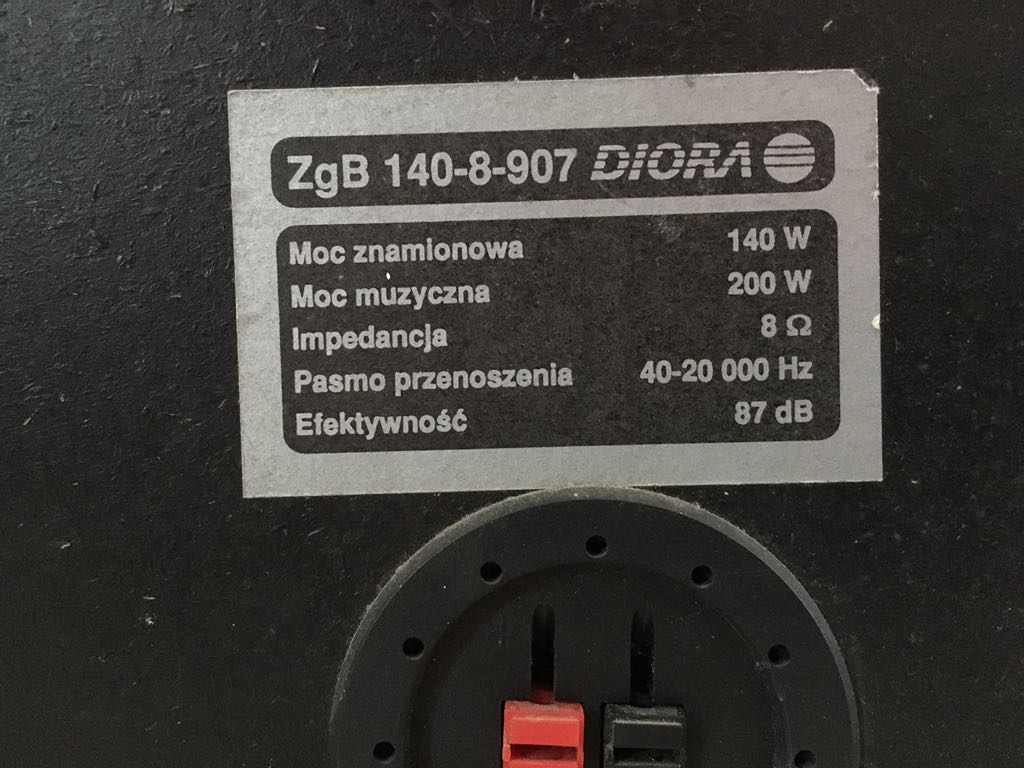 ZgB 140-8-907 DIORA
Moc znamionowa 140 W
Moc muzyczna 200 W
Impedancja 8 Ω
Pasmo przenoszenia 40-20 000 Hz
Efektywność 87 dB